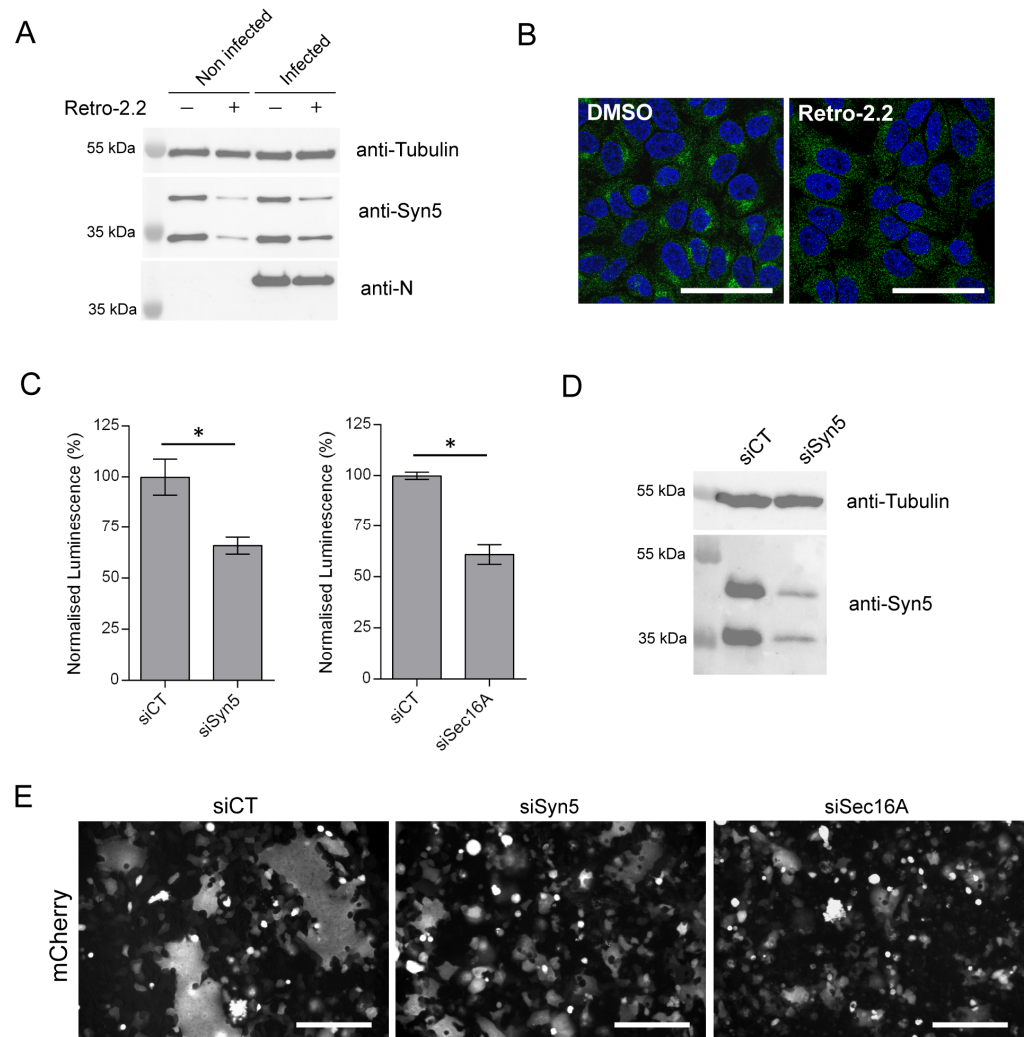 A
Non infected
Infected
Retro-2.2
– + – +
55 kDa
anti-Tubulin
anti-Syn5
35 kDa
anti-N
35 kDa
B
DMSO
Retro-2.2
C
Normalised Luminescence (%)
125
100
75
50
25
0
*
siCT
siSyn5
Normalised Luminescence (%)
125
100
75
50
25
0
*
siCT
siSec16A
D
siCT
siSyn5
55 kDa
anti-Tubulin
55 kDa
anti-Syn5
35 kDa
E
siCT
siSyn5
siSec16A
mCherry